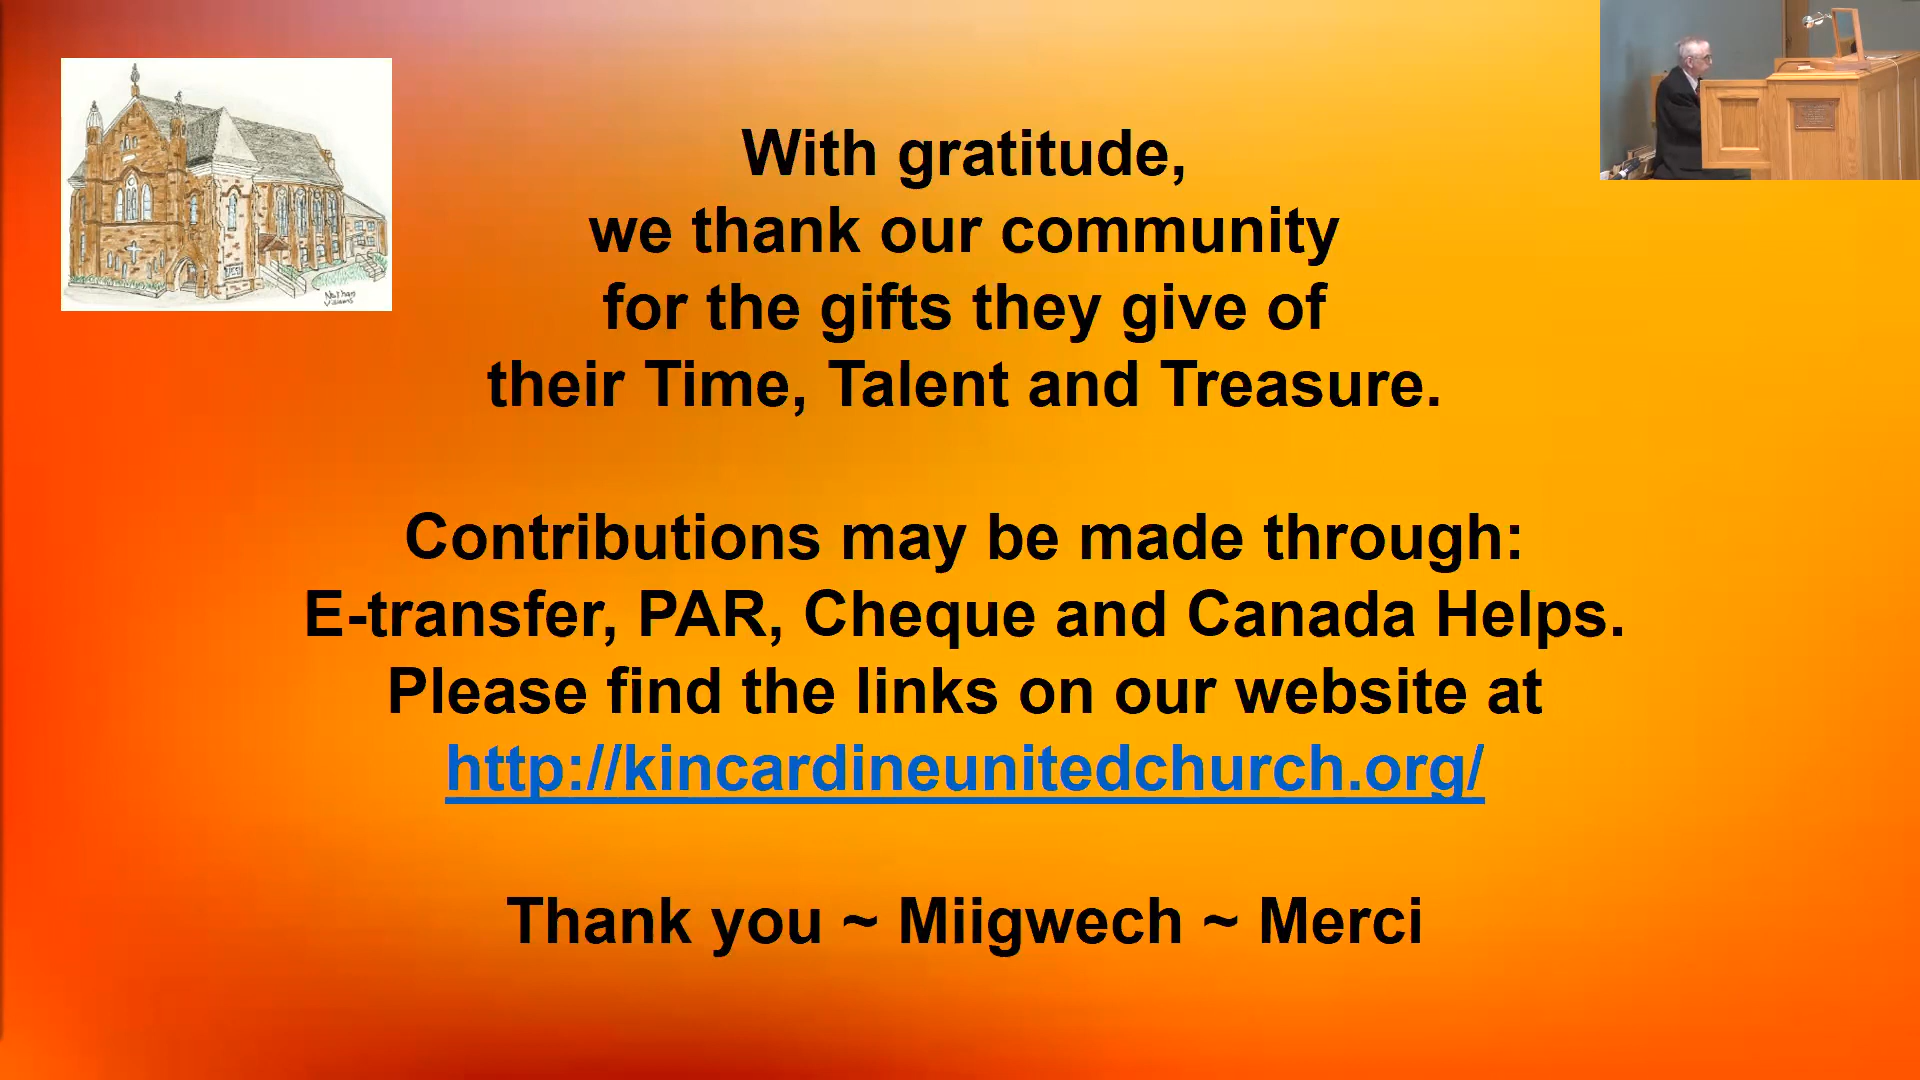 With gratitude,
we thank our community
for the gifts they give of
their Time, Talent and Treasure.
Contributions may be made through:
E-transfer, PAR, Cheque and Canada Helps.
Please find the links on our website at
http://kincardineunitedchurch.org/
Thank you ~ Miigwech ~ Merci